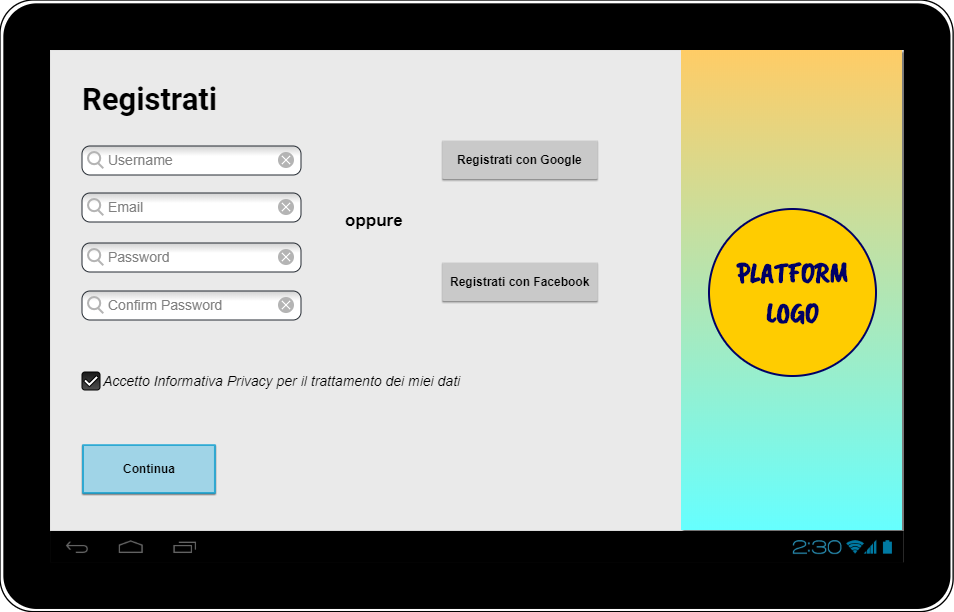 Registrati
Username
Email
Password
Confirm Password
oppure
Registrati con Google
Registrati con Facebook
Accetto Informativa Privacy per il trattamento dei miei dati
Continua
PLATFORM
LOGO
2:30